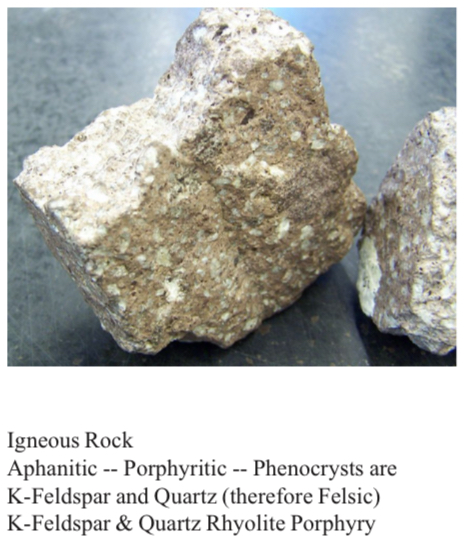 Igneous Rock
Aphanitic -- Porphyritic -- Phenocrysts are
K-Feldspar and Quartz (therefore Felsic)
K-Feldspar & Quartz Rhyolite Porphyry